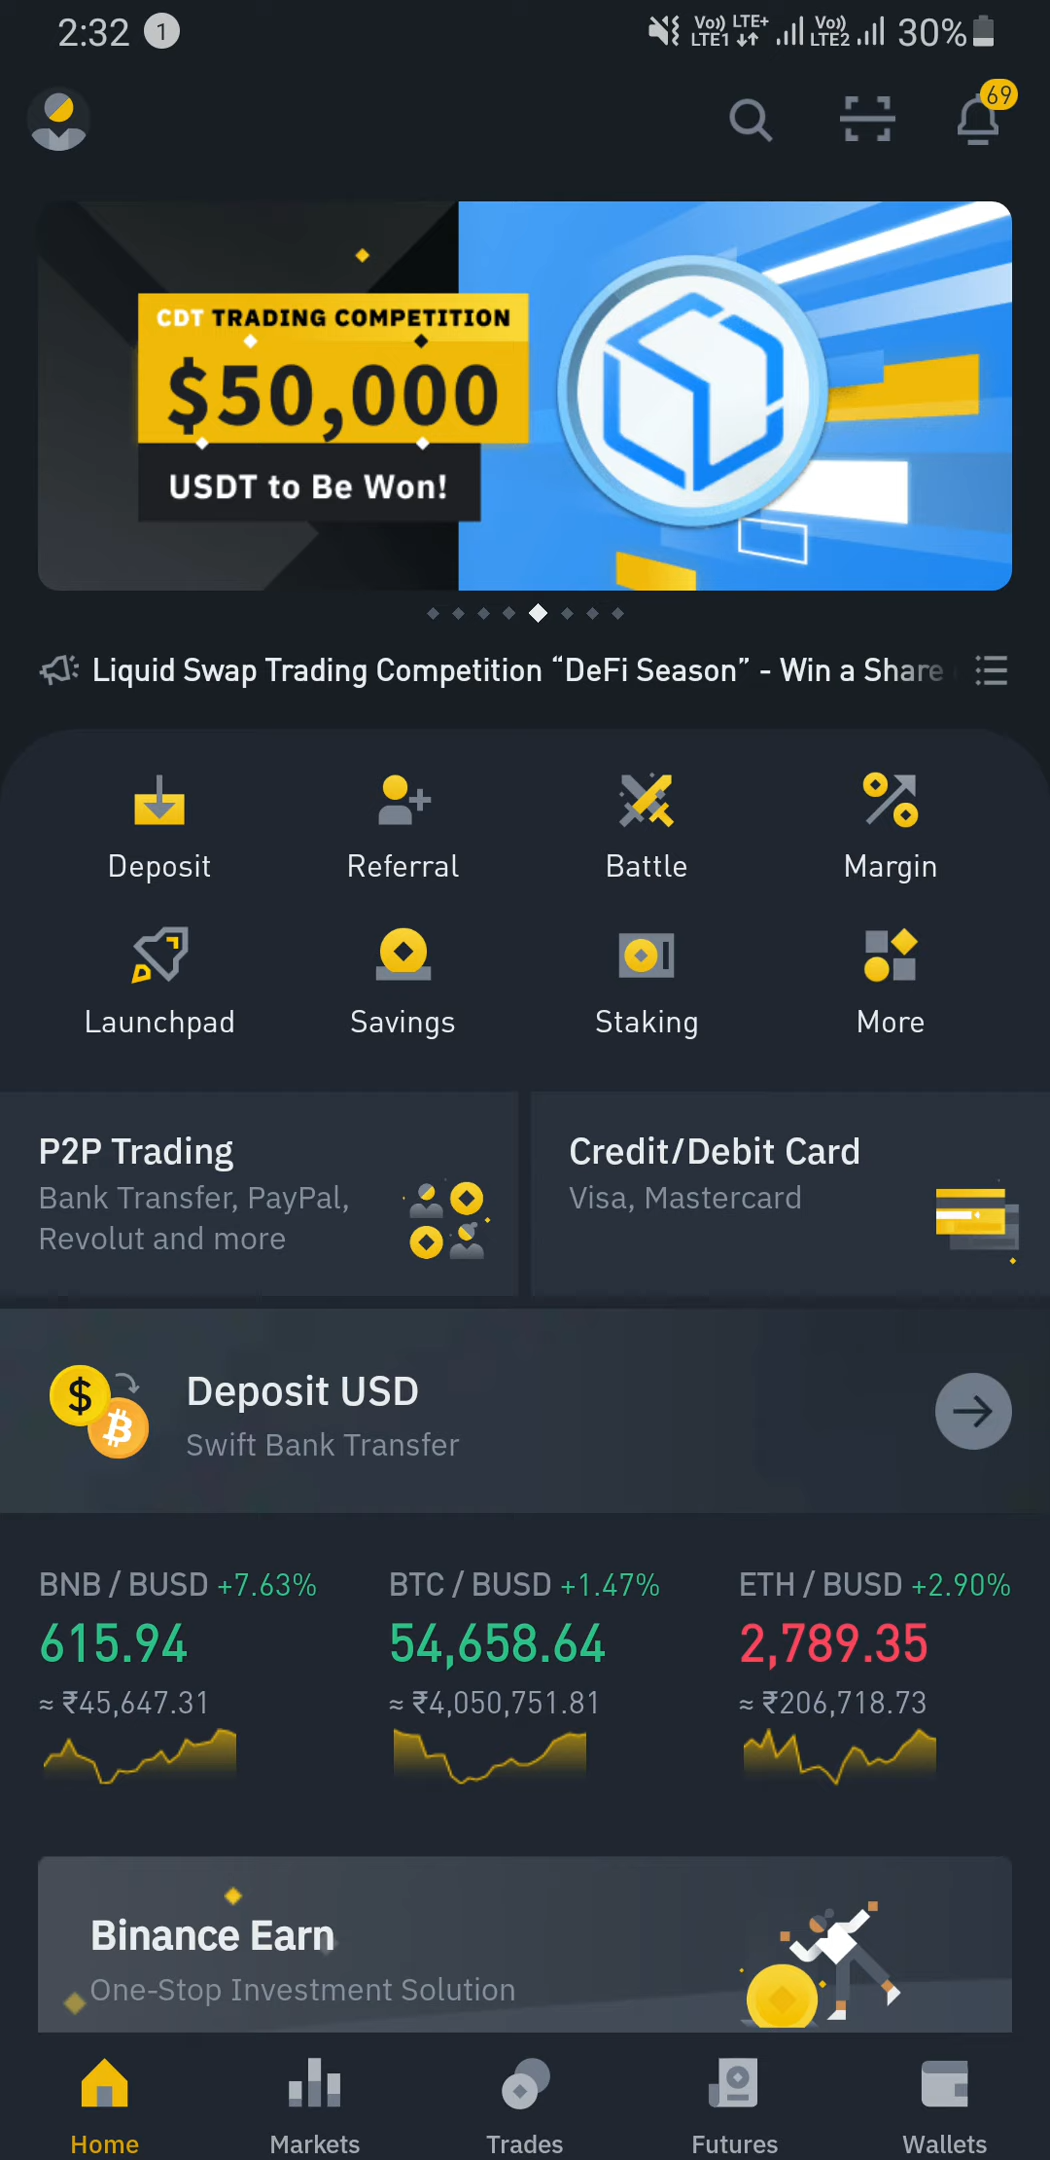 2:32 1 Vo)) LTE1 LTE+ Vo)) LTE2 30%
69
CDT TRADING COMPETITION
$50,000
USDT to Be Won!
Liquid Swap Trading Competition “DeFi Season” - Win a Share
Deposit Referral Battle Margin
Launchpad Savings Staking More
P2P Trading
Bank Transfer, PayPal,
Revolut and more
Credit/Debit Card
Visa, Mastercard
Deposit USD
Swift Bank Transfer
BNB / BUSD +7.63% BTC / BUSD +1.47% ETH / BUSD +2.90%
615.94 54,658.64 2,789.35
≈ ₹45,647.31 ≈ ₹4,050,751.81 ≈ ₹206,718.73
Binance Earn
One-Stop Investment Solution
Home Markets Trades Futures Wallets